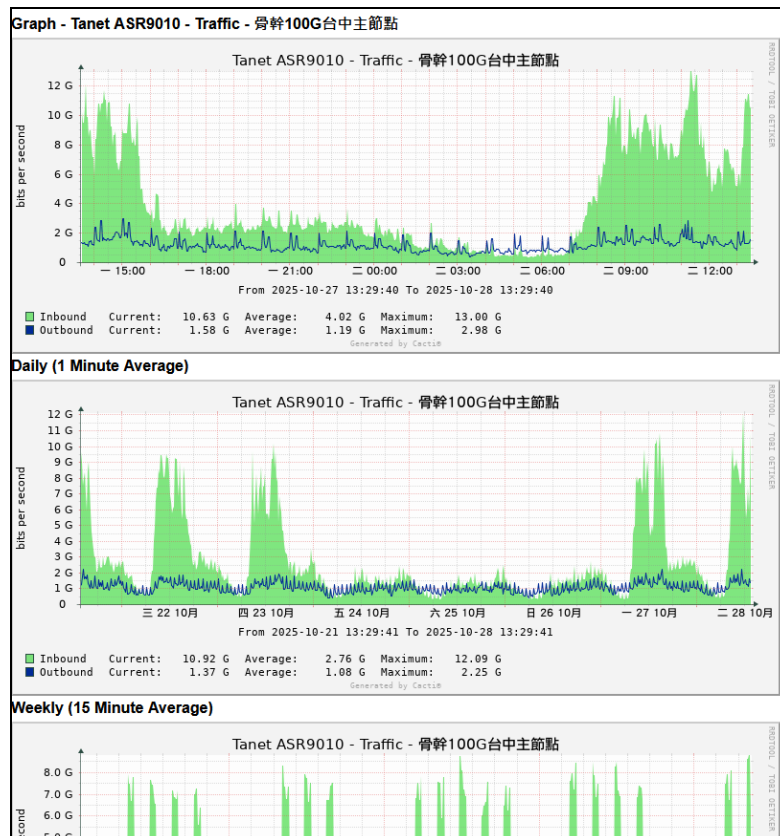 Graph - Tanet ASR9010 - Traffic - 骨幹100G台中主節點
Tanet ASR9010 - Traffic - 骨幹100G台中主節點
RRDTOOL / TOBI OETIKER
bits per second
12 G
10 G
8 G
6 G
4 G
2 G
0
一 15:00 一 18:00 一 21:00 二 00:00 二 03:00 二 06:00 二 09:00 二 12:00
From 2025-10-27 13:29:40 To 2025-10-28 13:29:40
Inbound Current: 10.63 G Average: 4.02 G Maximum: 13.00 G
Outbound Current: 1.58 G Average: 1.19 G Maximum: 2.98 G
Generated by Cacti®
Daily (1 Minute Average)
Tanet ASR9010 - Traffic - 骨幹100G台中主節點
RRDTOOL / TOBI OETIKER
bits per second
12 G
11 G
10 G
9 G
8 G
7 G
6 G
5 G
4 G
3 G
2 G
1 G
0
三 22 10月 四 23 10月 五 24 10月 六 25 10月 日 26 10月 一 27 10月 二 28 10月
From 2025-10-21 13:29:41 To 2025-10-28 13:29:41
Inbound Current: 10.92 G Average: 2.76 G Maximum: 12.09 G
Outbound Current: 1.37 G Average: 1.08 G Maximum: 2.25 G
Generated by Cacti®
Weekly (15 Minute Average)
Tanet ASR9010 - Traffic - 骨幹100G台中主節點
RRDTOOL / TOBI OETIKER
8.0 G
7.0 G
6.0 G